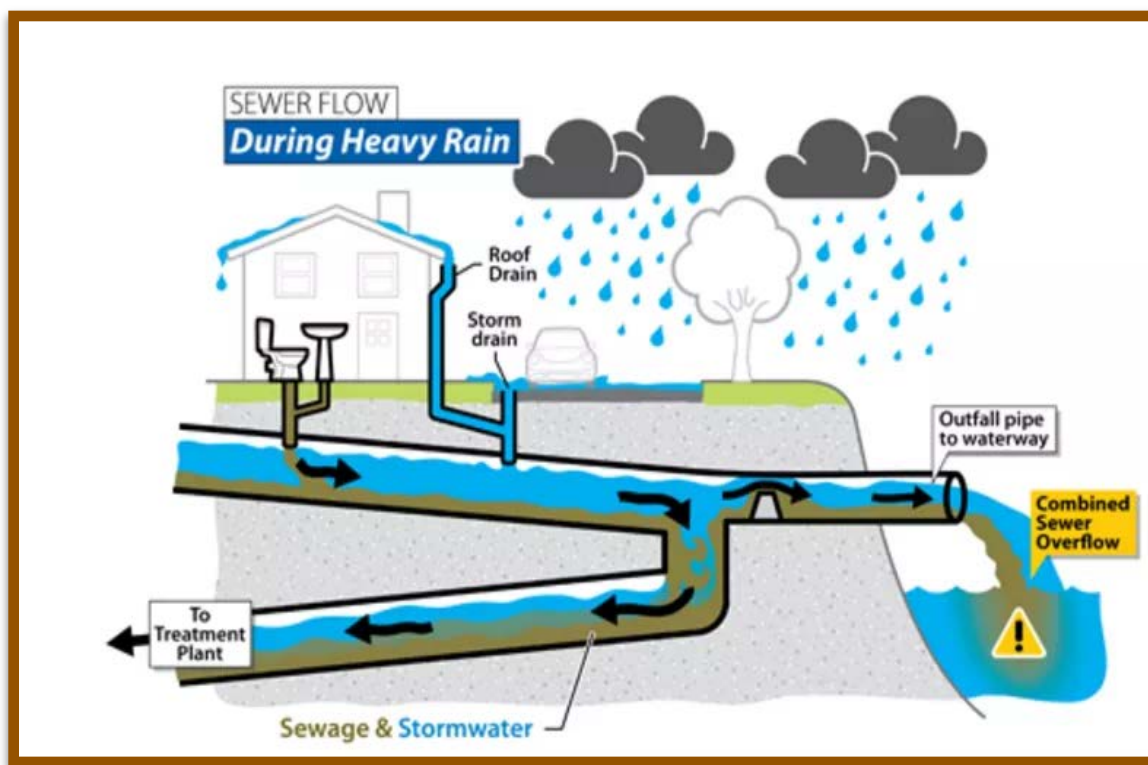 SEWER FLOW
During Heavy Rain
Roof
Drain
Storm
drain
Outfall pipe
to waterway
Combined
Sewer
Overflow
To
Treatment
Plant
Sewage & Stormwater